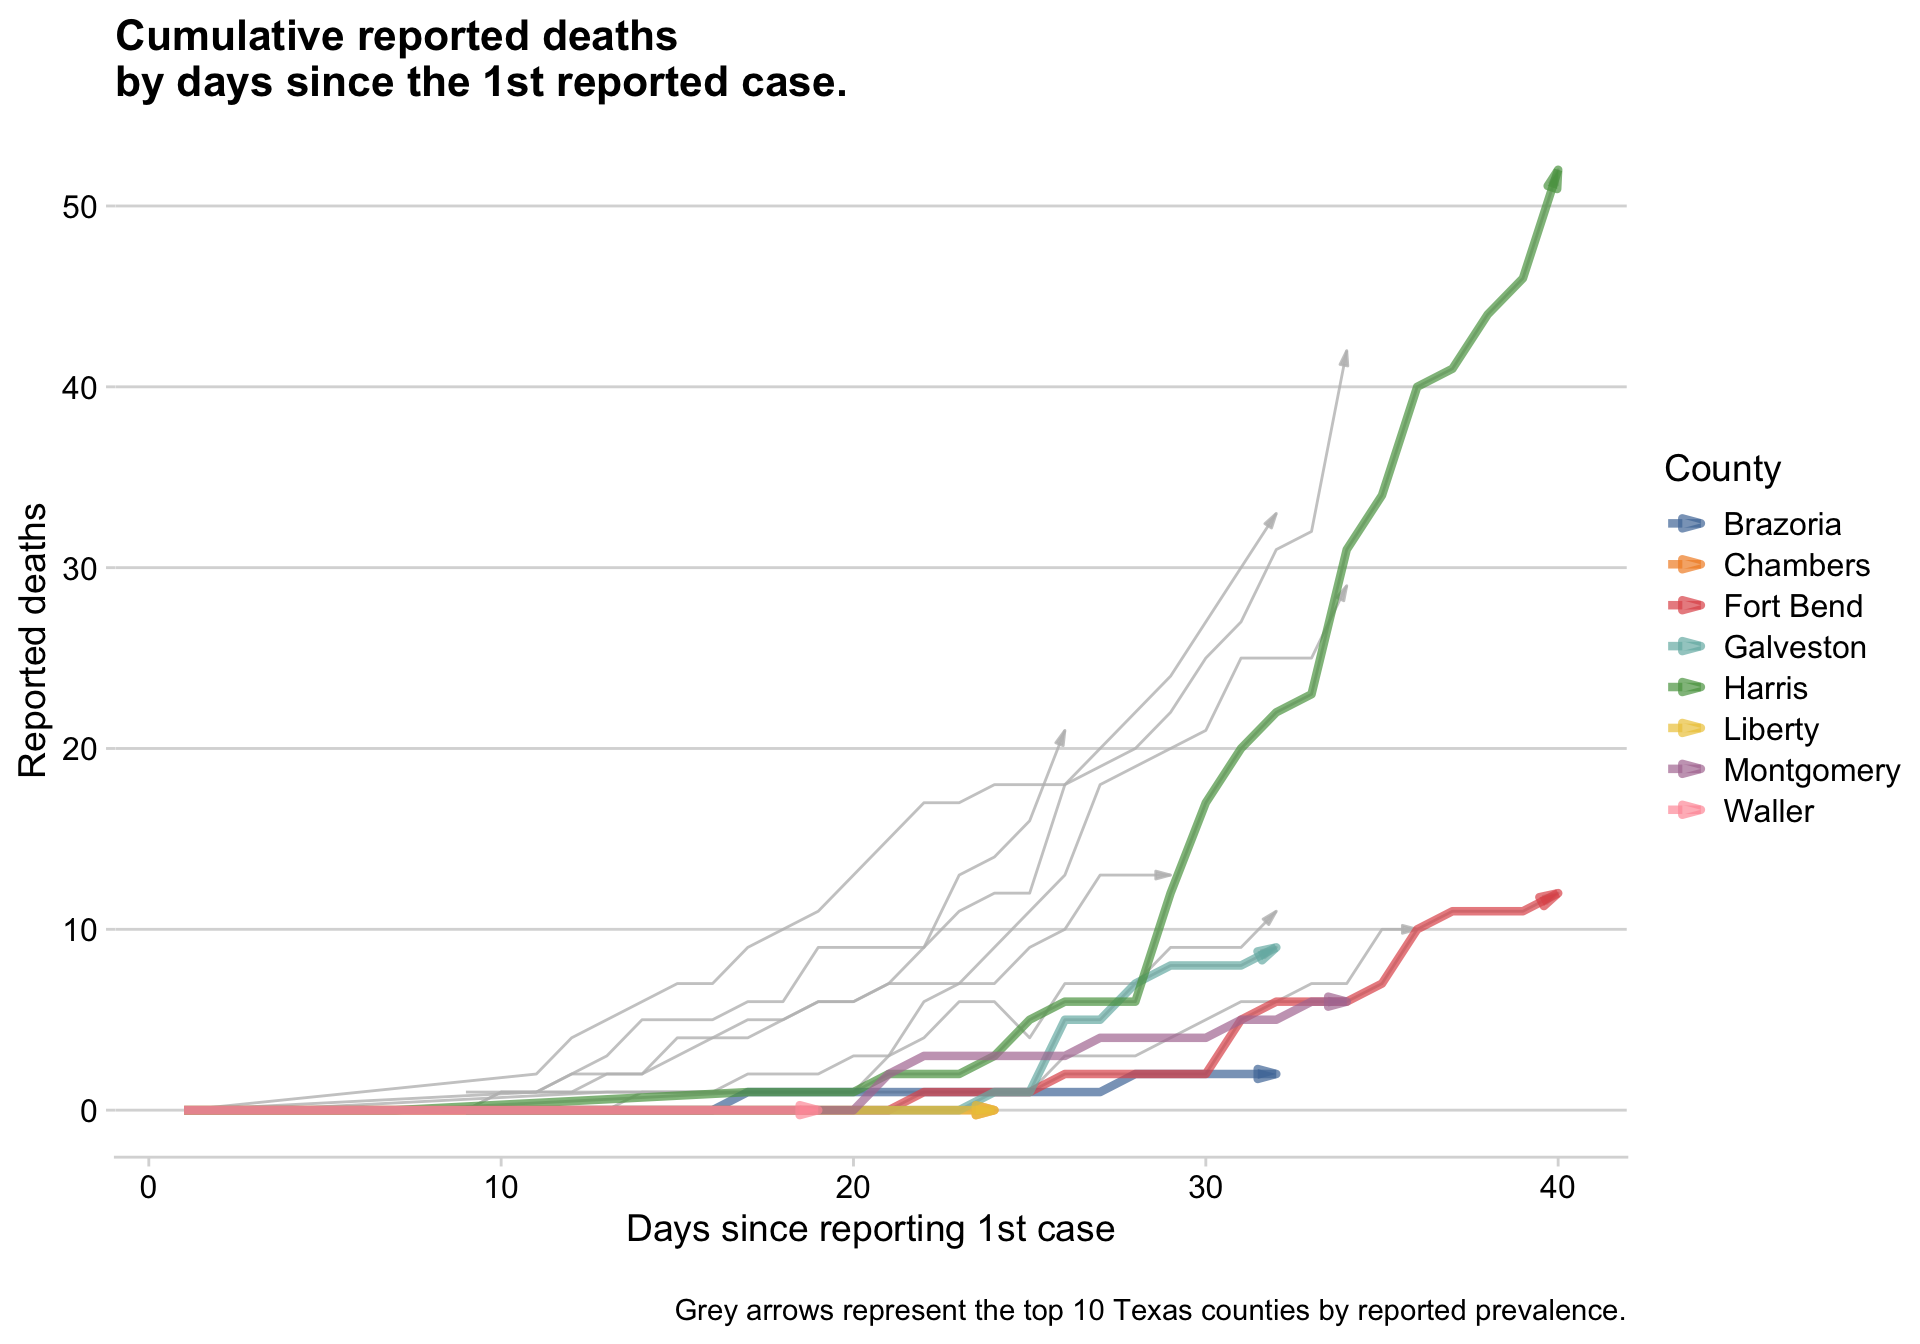 Cumulative reported deaths
by days since the 1st reported case.
Reported deaths
50
40
30
20
10
0
0 10 20 30 40
Days since reporting 1st case
County
Brazoria
Chambers
Fort Bend
Galveston
Harris
Liberty
Montgomery
Waller
Grey arrows represent the top 10 Texas counties by reported prevalence.